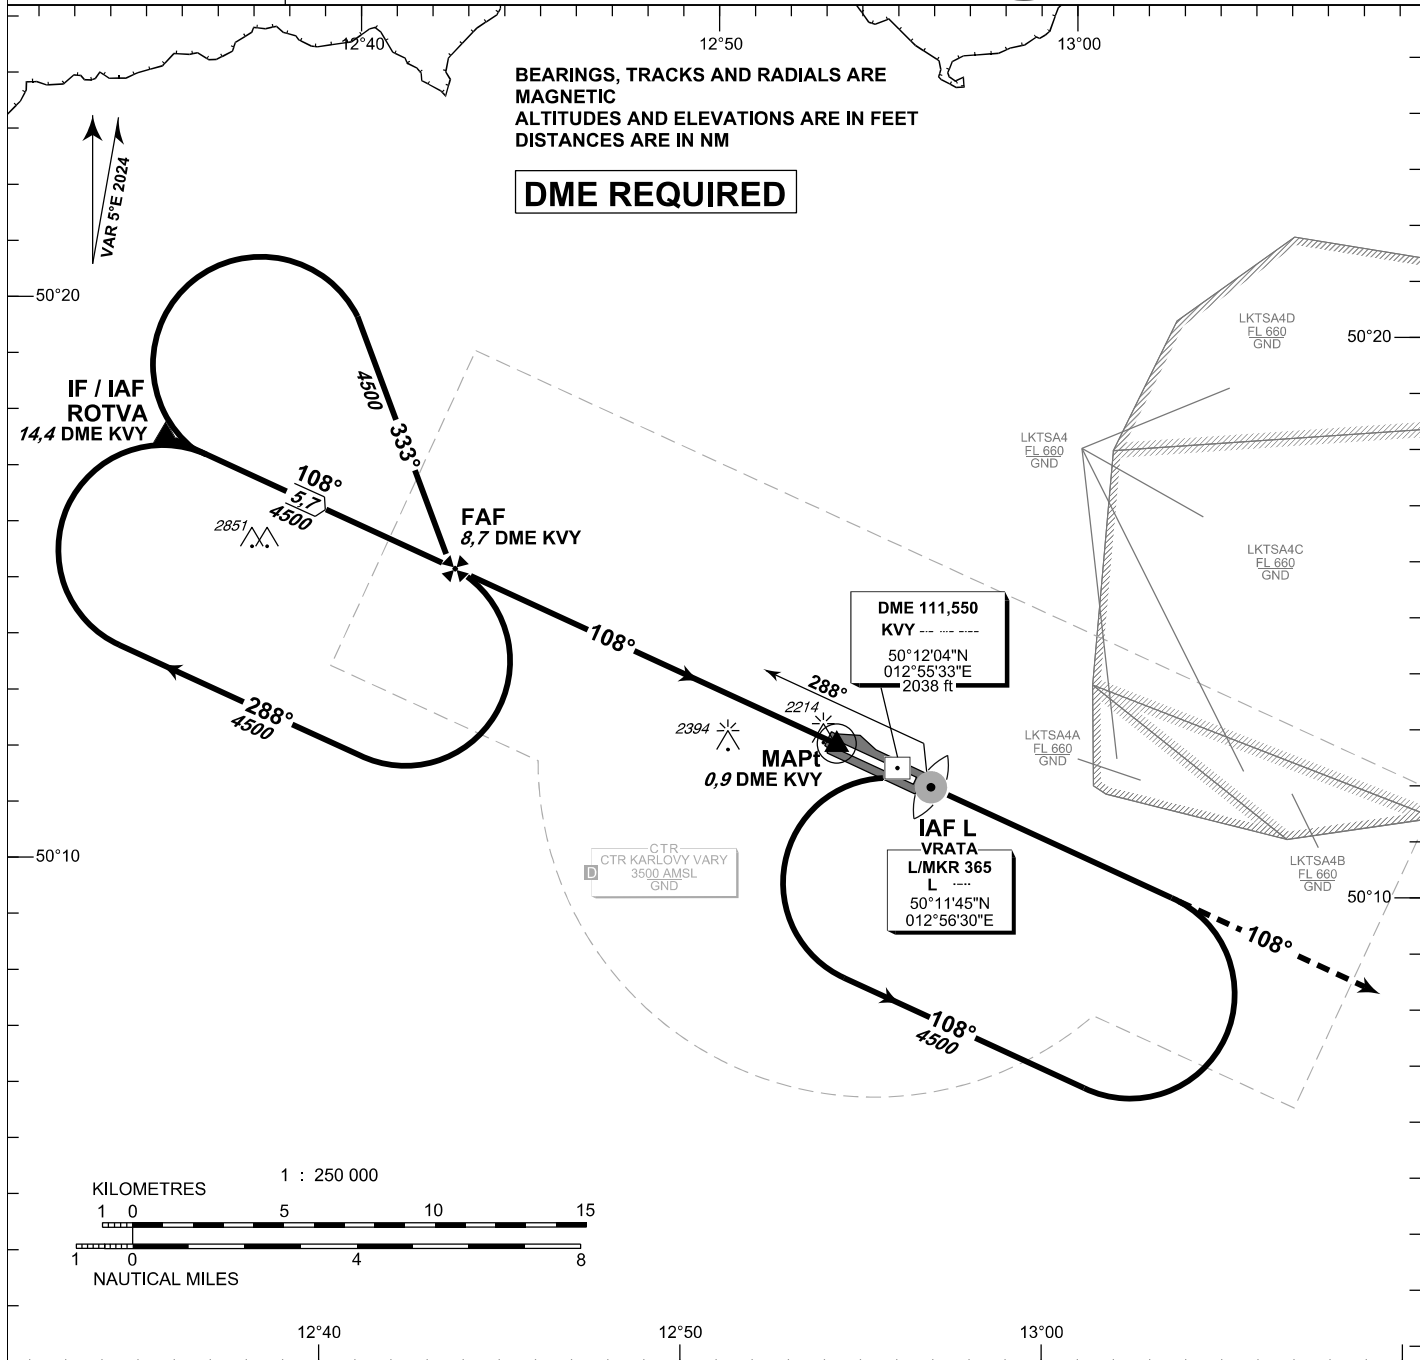 12°40
12°50
13°00
BEARINGS, TRACKS AND RADIALS ARE
MAGNETIC
ALTITUDES AND ELEVATIONS ARE IN FEET
DISTANCES ARE IN NM
DME REQUIRED
VAR 5°E 2024
50°20
50°20
LKTSA4D
FL 660
GND
IF / IAF
ROTVA
14,4 DME KVY
4500
333°
108°
5,7
4500
2851
FAF
8,7 DME KVY
LKTSA4
FL 660
GND
LKTSA4C
FL 660
GND
108°
DME 111,550
KVY
50°12'04"N
012°55'33"E
2038 ft
288°
2214
2394
MAPt
0,9 DME KVY
288°
4500
LKTSA4A
FL 660
GND
IAF L
VRATA
L/MKR 365
L
50°11'45"N
012°56'30"E
CTR
CTR KARLOVY VARY
3500 AMSL
GND
D
50°10
50°10
LKTSA4B
FL 660
GND
108°
108°
4500
1 : 250 000
KILOMETRES
1 0 5 10 15
1 0 4 8
NAUTICAL MILES
12°40
12°50
13°00